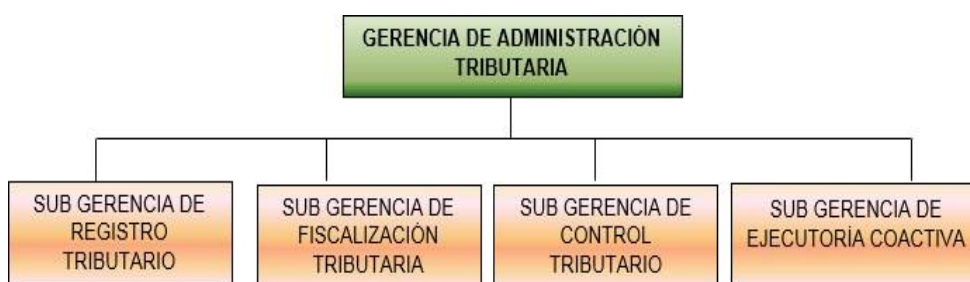 GERENCIA DE ADMINISTRACIÓN
TRIBUTARIA
SUB GERENCIA DE
REGISTRO
TRIBUTARIO
SUB GERENCIA DE
FISCALIZACIÓN
TRIBUTARIA
SUB GERENCIA DE
CONTROL
TRIBUTARIO
SUB GERENCIA DE
EJECUTORÍA COACTIVA